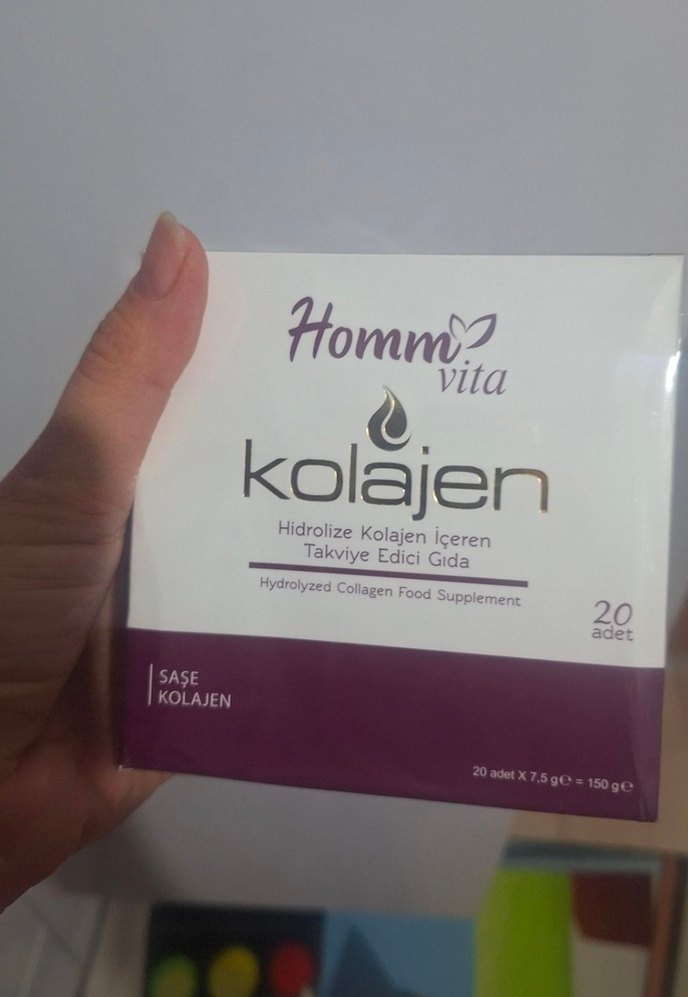 Homm
vita
kolajen
Hidrolize Kolajen İçeren
Takviye Edici Gıda
Hydrolyzed Collagen Food Supplement
20
adet
SAŞE
KOLAJEN
20 adet X 7,5 g℮ = 150 g℮